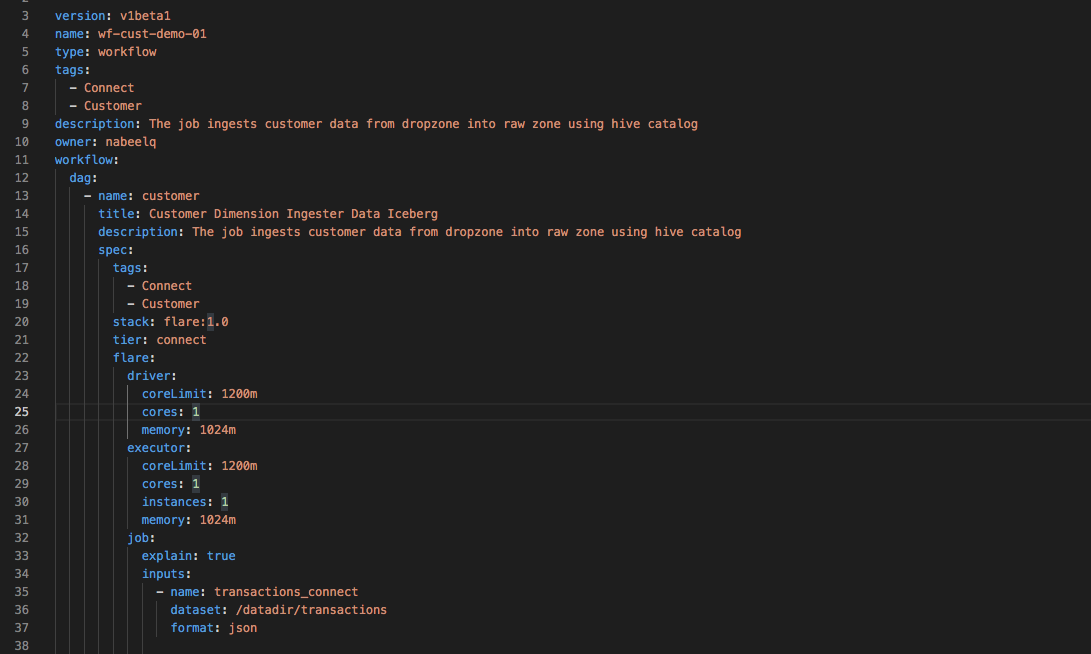 3 version: v1beta1
4 name: wf-cust-demo-01
5 type: workflow
6 tags:
7 - Connect
8 - Customer
9 description: The job ingests customer data from dropzone into raw zone using hive catalog
10 owner: nabeelq
11 workflow:
12 dag:
13 - name: customer
14 title: Customer Dimension Ingester Data Iceberg
15 description: The job ingests customer data from dropzone into raw zone using hive catalog
16 spec:
17 tags:
18 - Connect
19 - Customer
20 stack: flare:1.0
21 tier: connect
22 flare:
23 driver:
24 coreLimit: 1200m
25 cores: 1
26 memory: 1024m
27 executor:
28 coreLimit: 1200m
29 cores: 1
30 instances: 1
31 memory: 1024m
32 job:
33 explain: true
34 inputs:
35 - name: transactions_connect
36 dataset: /datadir/transactions
37 format: json
38